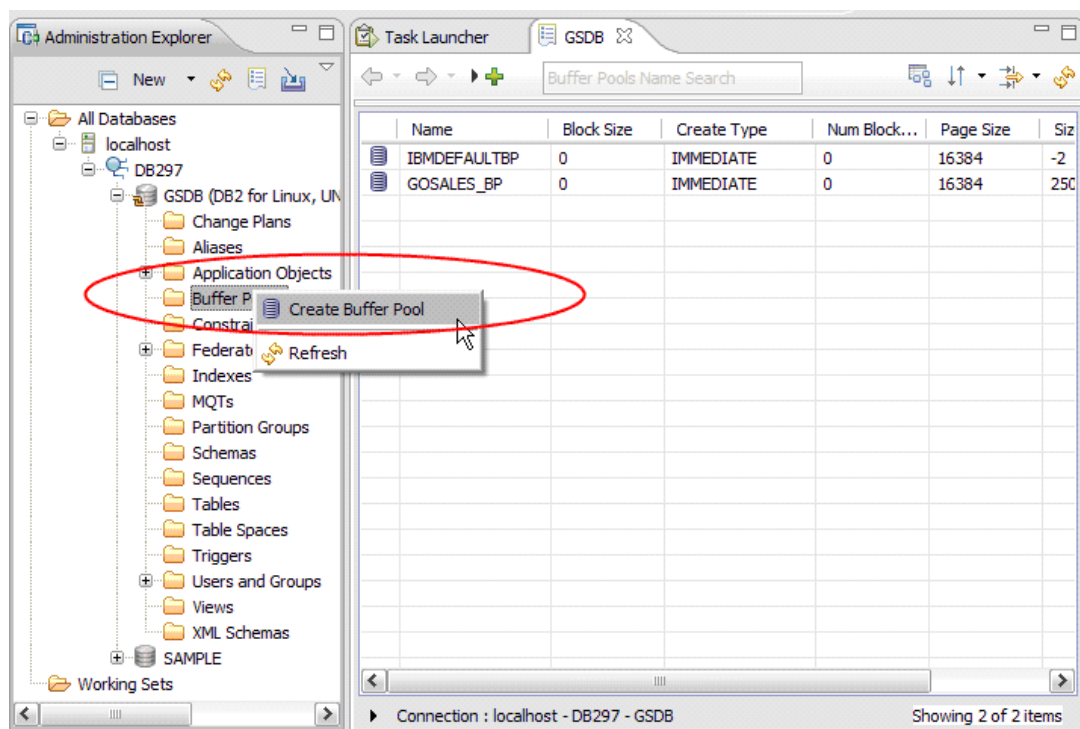 Administration Explorer
New
All Databases
localhost
DB297
GSDB (DB2 for Linux, UN
Change Plans
Aliases
Application Objects
Buffer P
Constrai
Federat
Indexes
MQTs
Partition Groups
Schemas
Sequences
Tables
Table Spaces
Triggers
Users and Groups
Views
XML Schemas
SAMPLE
Working Sets
Create Buffer Pool
Refresh
Task Launcher
GSDB
Buffer Pools Name Search
Name Block Size Create Type Num Block... Page Size Siz
IBMDEFAULTBP 0 IMMEDIATE 0 16384 -2
GOSALES_BP 0 IMMEDIATE 0 16384 250
Connection : localhost - DB297 - GSDB
Showing 2 of 2 items